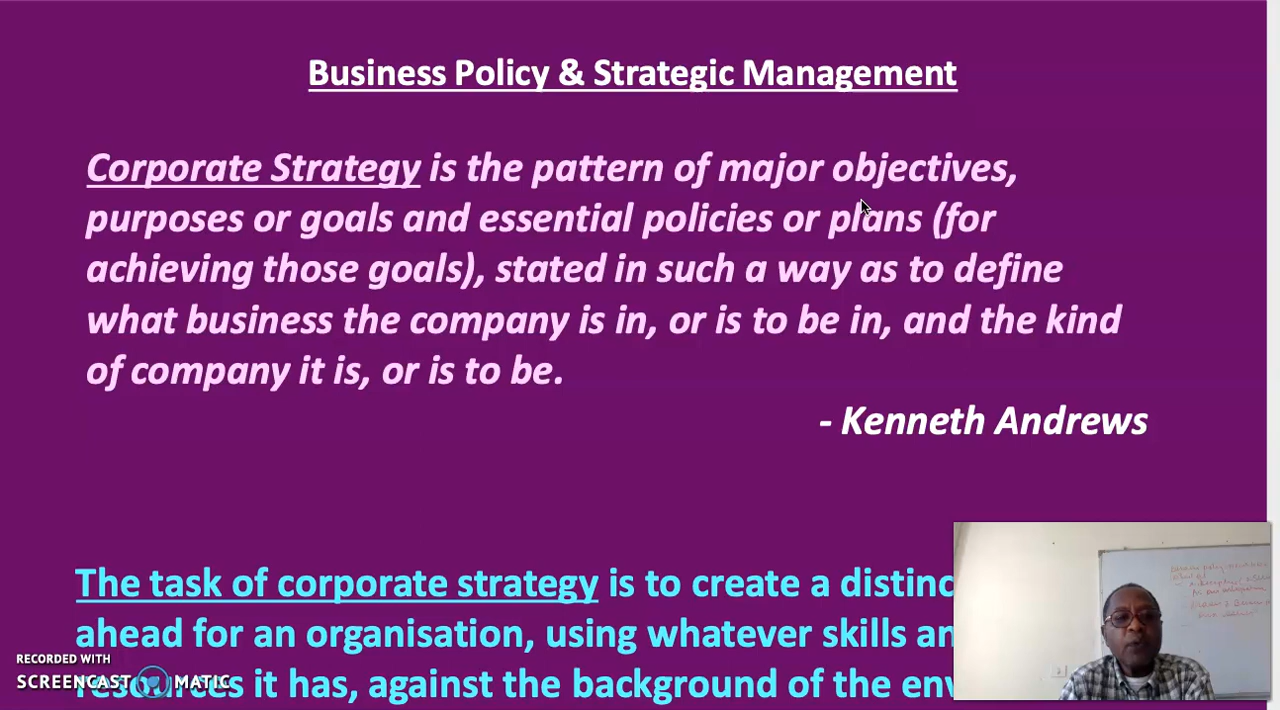 Business Policy & Strategic Management
Corporate Strategy is the pattern of major objectives,
purposes or goals and essential policies or plans (for
achieving those goals), stated in such a way as to define
what business the company is in, or is to be in, and the kind
of company it is, or is to be.
- Kenneth Andrews
The task of corporate strategy is to create a
ahead for an organisation, using whatever skills
it has, against the background of the
RECORDED WITH
SCREENCAST MATIC